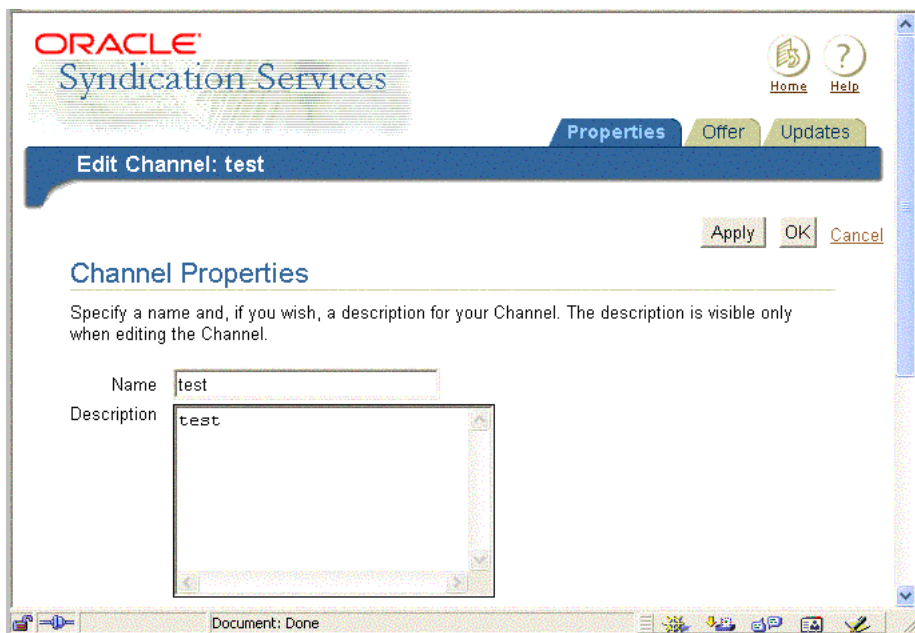 ORACLE
Syndication Services
Home
Help
Properties
Offer
Updates
Edit Channel: test
Apply
OK
Cancel
Channel Properties
Specify a name and, if you wish, a description for your Channel. The description is visible only
when editing the Channel.
Name
test
Description
test
Document: Done